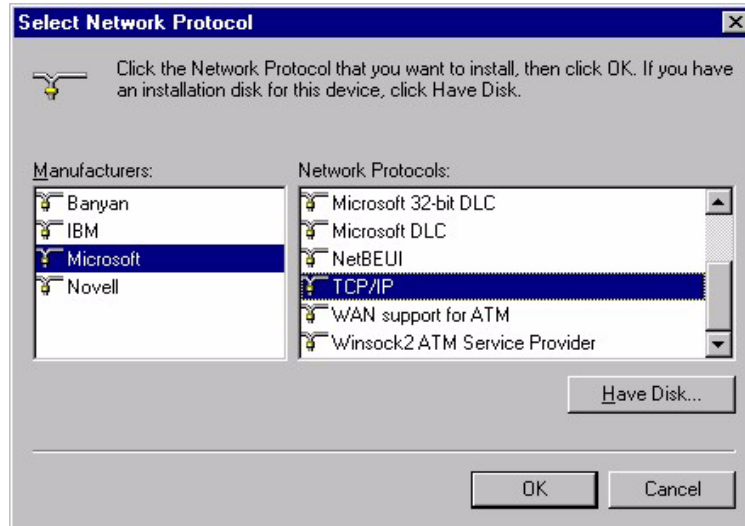 Select Network Protocol
Click the Network Protocol that you want to install, then click OK. If you have
an installation disk for this device, click Have Disk.
Manufacturers:
Banyan
IBM
Microsoft
Novell
Network Protocols:
Microsoft 32-bit DLC
Microsoft DLC
NetBEUI
TCP/IP
WAN support for ATM
Winsock2 ATM Service Provider
Have Disk...
OK
Cancel